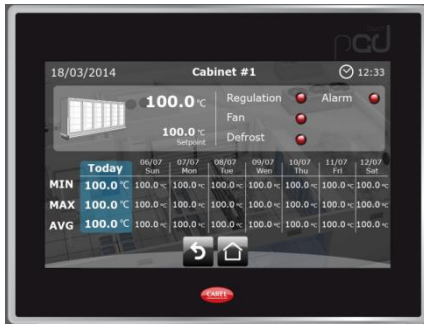 pGD
18/03/2014 Cabinet #1 12:33
100.0 °C Regulation Alarm
Fan
100.0 °C Defrost
Setpoint
Today 06/07 07/07 08/07 09/07 10/07 11/07 12/07
Sun Mon Tue Wen Thu Fri Sat
MIN 100.0 °C 100.0 °C 100.0 °C 100.0 °C 100.0 °C 100.0 °C 100.0 °C 100.0 °C
MAX 100.0 °C 100.0 °C 100.0 °C 100.0 °C 100.0 °C 100.0 °C 100.0 °C 100.0 °C
AVG 100.0 °C 100.0 °C 100.0 °C 100.0 °C 100.0 °C 100.0 °C 100.0 °C 100.0 °C
CAREL